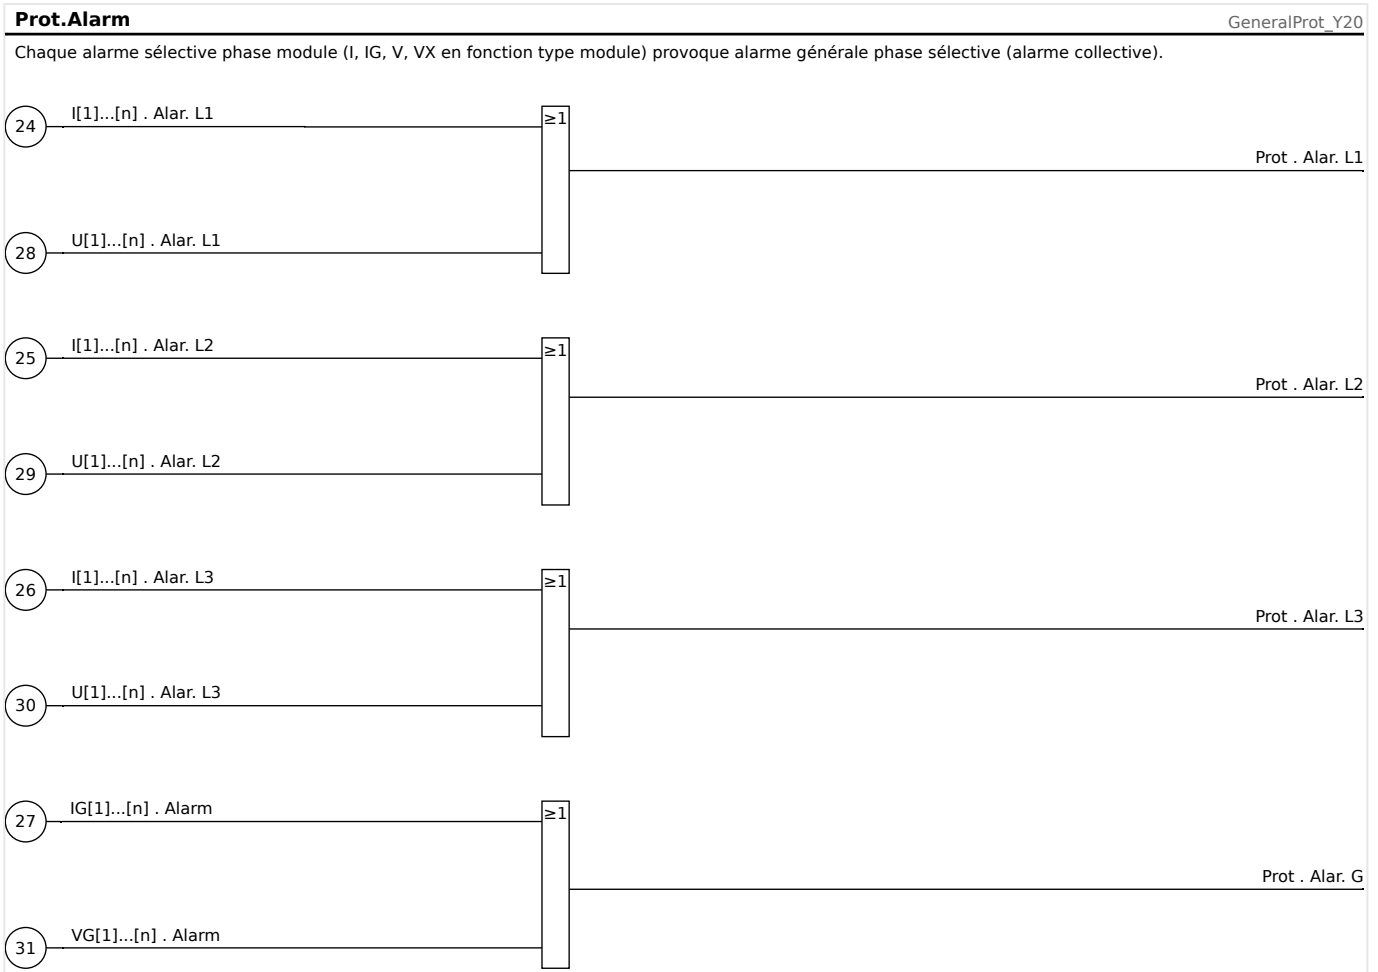 Prot.Alarm
GeneralProt_Y20
Chaque alarme sélective phase module (I, IG, V, VX en fonction type module) provoque alarme générale phase sélective (alarme collective).
24
I[1]...[n] . Alar. L1
≥1
Prot . Alar. L1
28
U[1]...[n] . Alar. L1
25
I[1]...[n] . Alar. L2
≥1
Prot . Alar. L2
29
U[1]...[n] . Alar. L2
26
I[1]...[n] . Alar. L3
≥1
Prot . Alar. L3
30
U[1]...[n] . Alar. L3
27
IG[1]...[n] . Alarm
≥1
Prot . Alar. G
31
VG[1]...[n] . Alarm